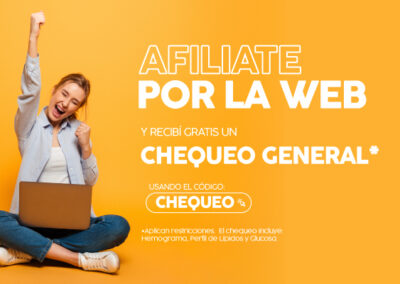 AFILIATE
POR LA WEB
Y RECIBÍ GRATIS UN
CHEQUEO GENERAL*
USANDO EL CÓDIGO:
CHEQUEO
*Aplican restricciones. El chequeo incluye:
Hemograma, Perfil de Lípidos y Glucosa